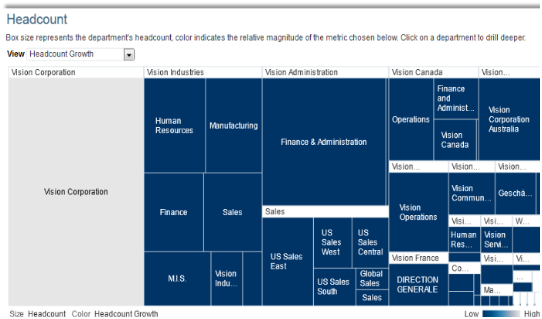 Headcount
Box size represents the department's headcount, color indicates the relative magnitude of the metric chosen below. Click on a department to drill deeper.
View Headcount Growth
Vision Corporation
Vision Industries
Vision Administration
Vision Canada
Vision...
Vision Corporation
Human
Resources
Manufacturing
Finance
Sales
M.I.S.
Vision
Indu...
Finance & Administration
Sales
US Sales
East
US
Sales
West
US
Sales
Central
US Sales
South
Global
Sales
Sales
Operations
Finance
and
Administ...
Vision
Canada
Vision
Corporation
Australia
Vision...
Vision...
Vision...
Vision
Operations
Vision
Commun...
Geschä...
Visi...
Visi...
W...
Human
Res...
Vision
Servi...
Vision France
DIRECTION
GENERALE
Co...
Visi...
Vi...
...
Ma...
Size Headcount Color Headcount Growth
Low
High